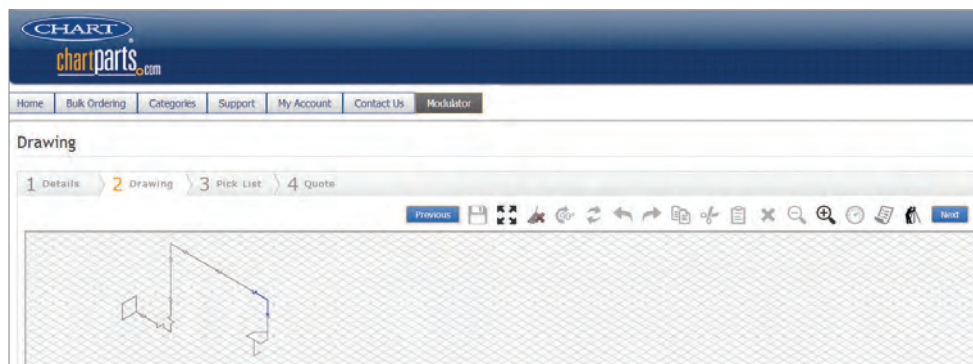 CHART
chartparts.com
Home Bulk Ordering Categories Support My Account Contact Us Modulator
Drawing
1 Details 2 Drawing 3 Pick List 4 Quote
Previous 90° Next